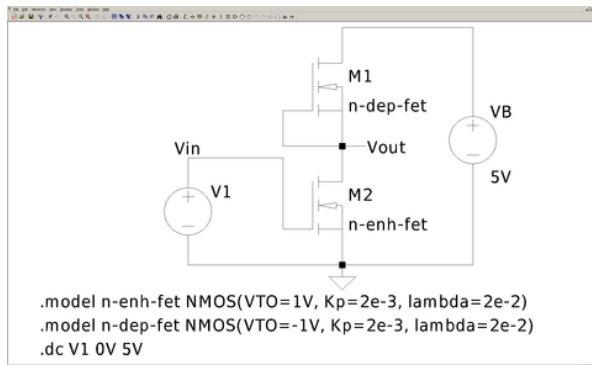 M1
n-dep-fet
VB
Vin
Vout
V1
M2
5V
n-enh-fet
.model n-enh-fet NMOS(VTO=1V, Kp=2e-3, lambda=2e-2)
.model n-dep-fet NMOS(VTO=-1V, Kp=2e-3, lambda=2e-2)
.dc V1 0V 5V